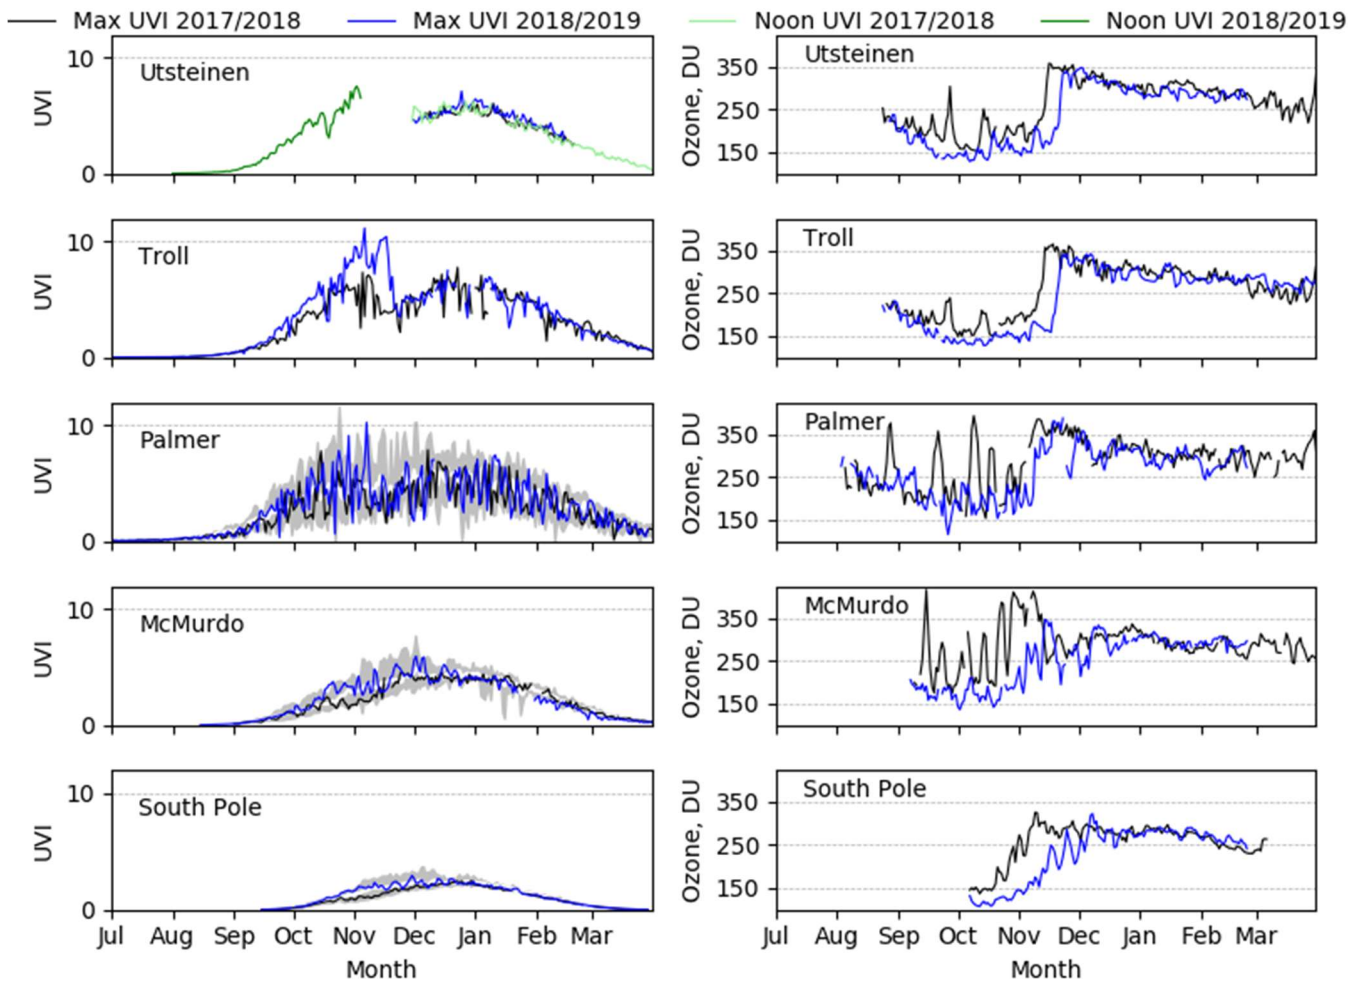 Max UVI 2017/2018 Max UVI 2018/2019 Noon UVI 2017/2018 Noon UVI 2018/2019
10
0
UVI
Utsteinen
350
250
150
Ozone, DU
Utsteinen
10
0
UVI
Troll
350
250
150
Ozone, DU
Troll
10
0
UVI
Palmer
350
250
150
Ozone, DU
Palmer
10
0
UVI
McMurdo
350
250
150
Ozone, DU
McMurdo
10
0
UVI
South Pole
350
250
150
Ozone, DU
South Pole
Jul Aug Sep Oct Nov Dec Jan Feb Mar
Month
Jul Aug Sep Oct Nov Dec Jan Feb Mar
Month